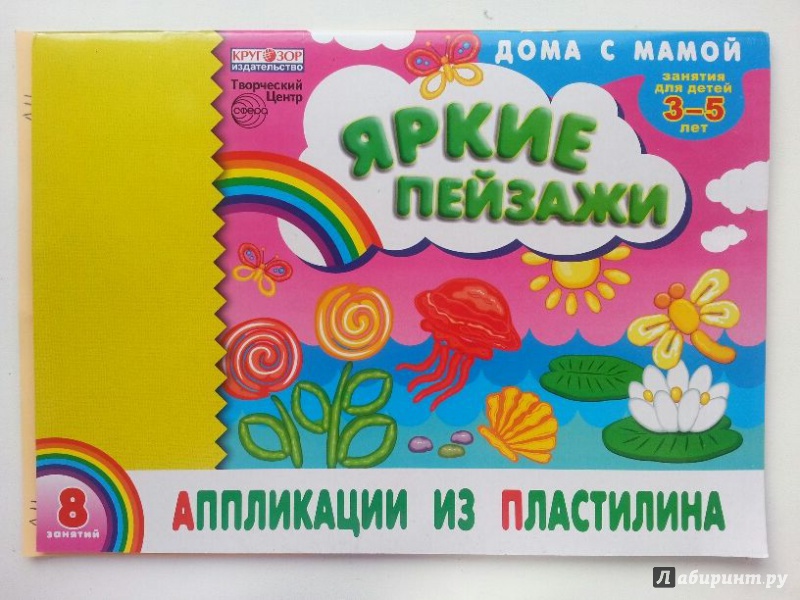 ДОМА С МАМОЙ
КРУГОЗОР
ИЗДАТЕЛЬСТВО
Творческий
Центр
сфера
занятия
для детей
3–5
лет
ЯРКИЕ
ПЕЙЗАЖИ
8
занятий
Аппликации из Пластилина
Лабиринт.ру